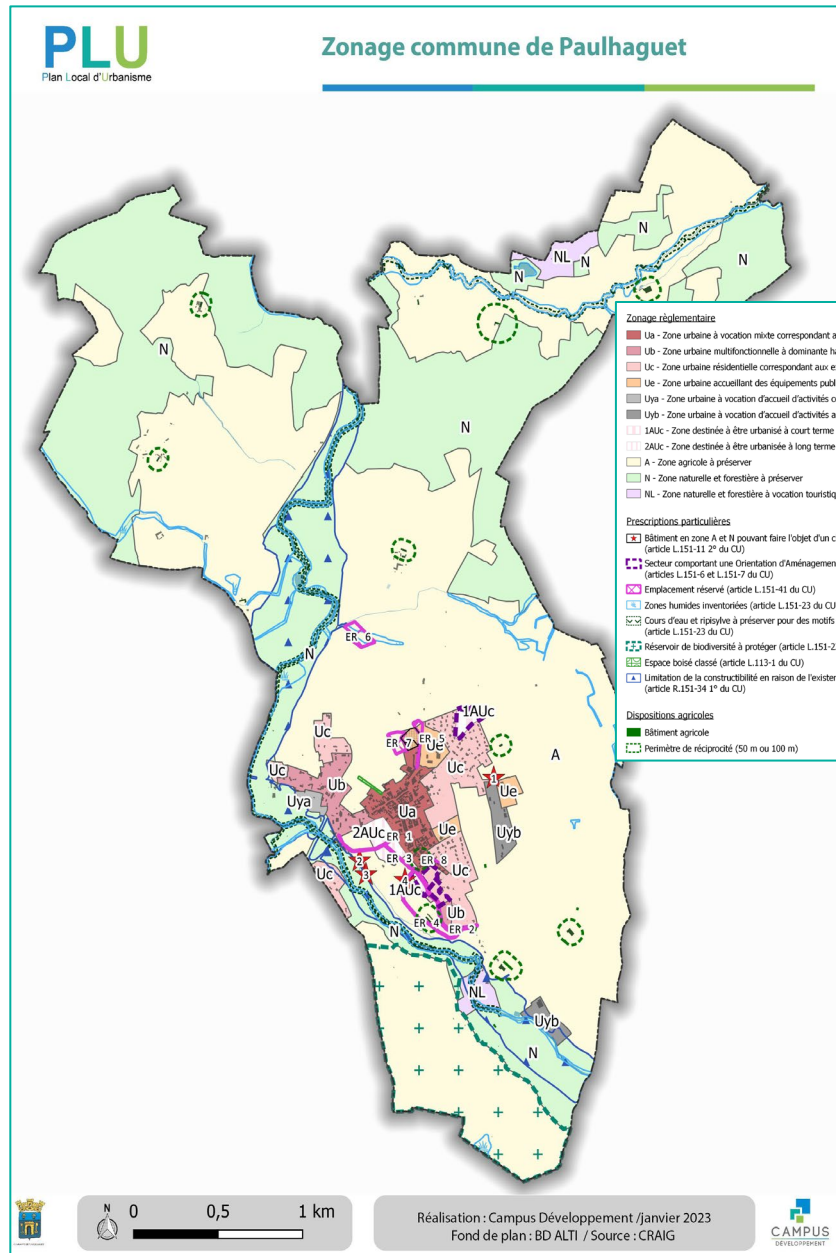 PLU
Plan Local d'Urbanisme
Zonage commune de Paulhaguet
NL
N
N
N
N
N
N
Zonage règlementaire
Ua - Zone urbaine à vocation mixte correspondant a
Ub - Zone urbaine multifonctionnelle à dominante ha
Uc - Zone urbaine résidentielle correspondant aux e
Ue - Zone urbaine accueillant des équipements publ
Uya - Zone urbaine à vocation d'accueil d'activités c
Uyb - Zone urbaine à vocation d'accueil d'activités a
1AUc - Zone destinée à être urbanisé à court terme
2AUc - Zone destinée à être urbanisée à long terme
A - Zone agricole à préserver
N - Zone naturelle et forestière à préserver
NL - Zone naturelle et forestière à vocation touristiq
Prescriptions particulières
Bâtiment en zone A et N pouvant faire l'objet d'un c
(article L.151-11 2° du CU)
Secteur comportant une Orientation d'Aménagemen
(articles L.151-6 et L.151-7 du CU)
Emplacement réservé (article L.151-41 du CU)
Zones humides inventoriées (article L.151-23 du CU
Cours d'eau et ripisylve à préserver pour des motifs
(article L.151-23 du CU)
Réservoir de biodiversité à protéger (article L.151-2
Espace boisé classé (article L.113-1 du CU)
Limitation de la constructibilité en raison de l'existen
(article R.151-34 1° du CU)
Dispositions agricoles
Bâtiment agricole
Perimètre de réciprocité (50 m ou 100 m)
ER 6
N
1AUc
Uc
ER 7
ER 5
Ue
A
Uc
Ub
Uc
1
Uya
Ue
Ua
Uyb
2AUc
ER 1
Ue
2
ER 3
ER 8
Uc
Uc
3
4
1AUc
Ub
N
ER 4
ER 2
NL
Uyb
N
N
0
0,5
1 km
Réalisation : Campus Développement /janvier 2023
Fond de plan : BD ALTI / Source : CRAIG
CAMPUS
DÉVELOPPEMENT